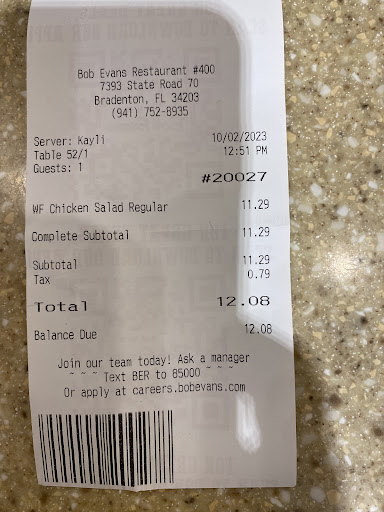 Bob Evans Restaurant #400
7393 State Road 70
Bradenton, FL 34203
(941) 752-8935
Server: Kayli 10/02/2023
Table 52/1 12:51 PM
Guests: 1
#20027
WF Chicken Salad Regular 11.29
Complete Subtotal 11.29
Subtotal 11.29
Tax 0.79
Total 12.08
Balance Due 12.08
Join our team today! Ask a manager
~ ~ ~ Text BER to 85000 ~ ~ ~
Or apply at careers.bobevans.com